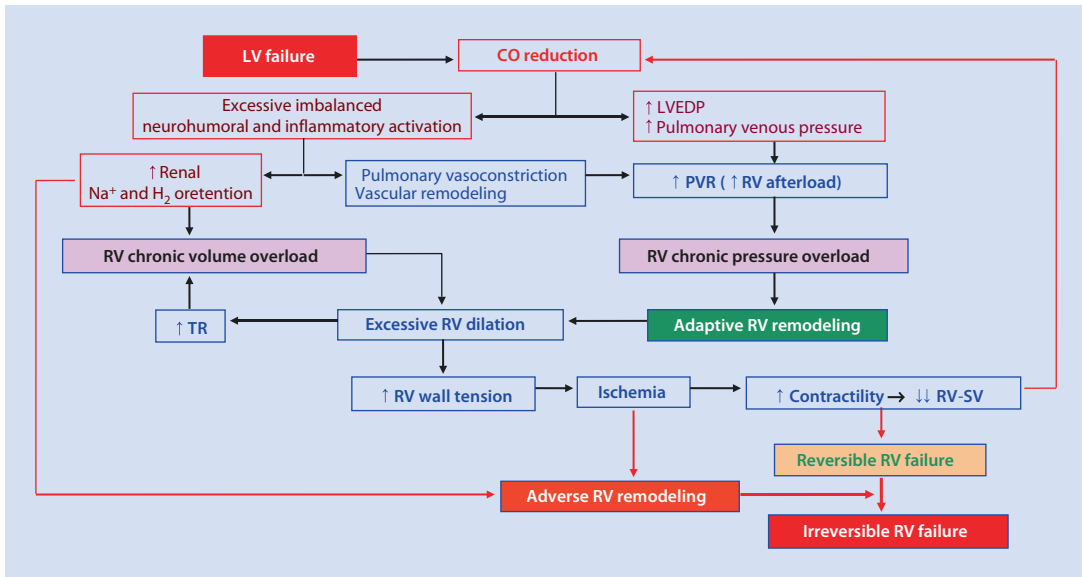 LV failure
CO reduction
Excessive imbalanced
neurohumoral and inflammatory activation
↑ LVEDP
↑ Pulmonary venous pressure
↑ Renal
Na⁺ and H₂ oretention
Pulmonary vasoconstriction
Vascular remodeling
↑ PVR ( ↑ RV afterload)
RV chronic volume overload
RV chronic pressure overload
↑ TR
Excessive RV dilation
Adaptive RV remodeling
↑ RV wall tension
Ischemia
↑ Contractility → ↓↓ RV-SV
Reversible RV failure
Adverse RV remodeling
Irreversible RV failure